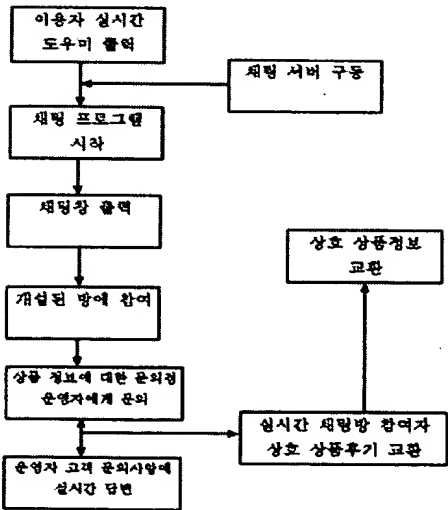 이용자 실시간
도우미 클릭
채팅 서버 구동
채팅 프로그램
시작
채팅창 출력
상호 상품정보
교환
개설된 방에 참여
상품 정보에 대한 문의점
운영자에게 문의
실시간 채팅방 참여자
상호 상품후기 교환
운영자 고객 문의사항에
실시간 답변